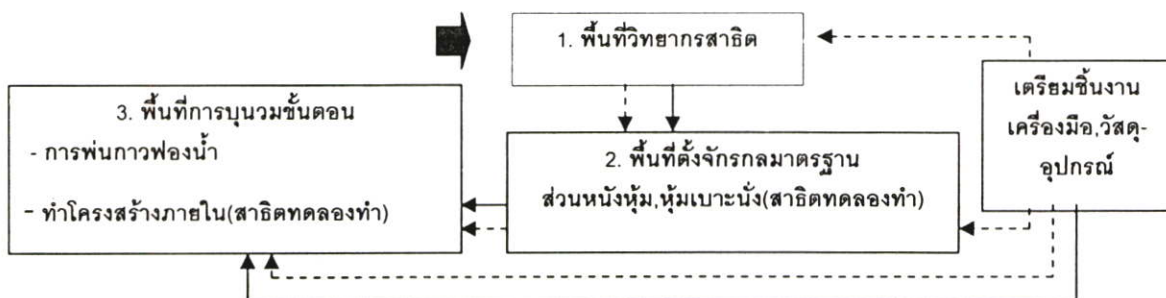 1. พื้นที่วิทยากรสาธิต
เตรียมชิ้นงาน
เครื่องมือ,วัสดุ-
อุปกรณ์
3. พื้นที่การบุนวมขั้นตอน
- การพ่นกาวฟองน้ำ
- ทำโครงสร้างภายใน(สาธิตทดลองทำ)
2. พื้นที่ตั้งจักรกลมาตรฐาน
ส่วนหนังหุ้ม,หุ้มเบาะนั่ง(สาธิตทดลองทำ)